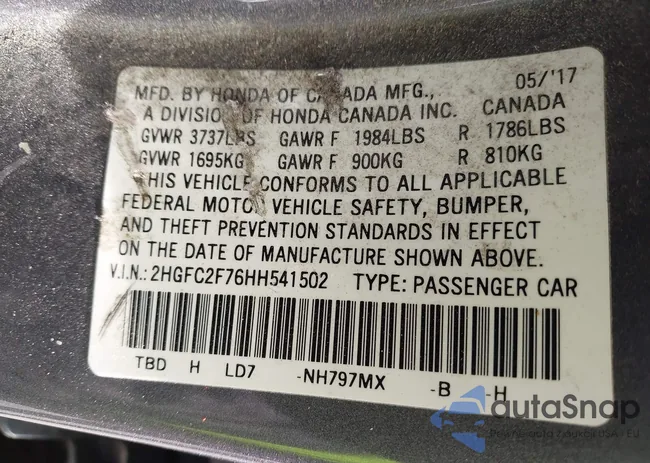 MFD. BY HONDA OF CANADA MFG., 05/'17
A DIVISION OF HONDA CANADA INC. CANADA
GVWR 3737LBS GAWR F 1984LBS R 1786LBS
GVWR 1695KG GAWR F 900KG R 810KG
THIS VEHICLE CONFORMS TO ALL APPLICABLE
FEDERAL MOTOR VEHICLE SAFETY, BUMPER,
AND THEFT PREVENTION STANDARDS IN EFFECT
ON THE DATE OF MANUFACTURE SHOWN ABOVE.
V.I.N.: 2HGFC2F76HH541502 TYPE: PASSENGER CAR
TBD H LD7 -NH797MX -B -H
autaSnap